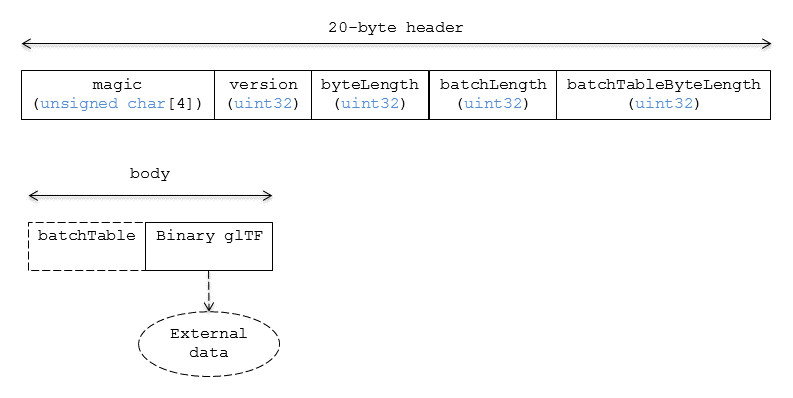 20-byte header
magic version byteLength batchLength batchTableByteLength
(unsigned char[4]) (uint32) (uint32) (uint32) (uint32)
body
batchTable Binary glTF
External
data